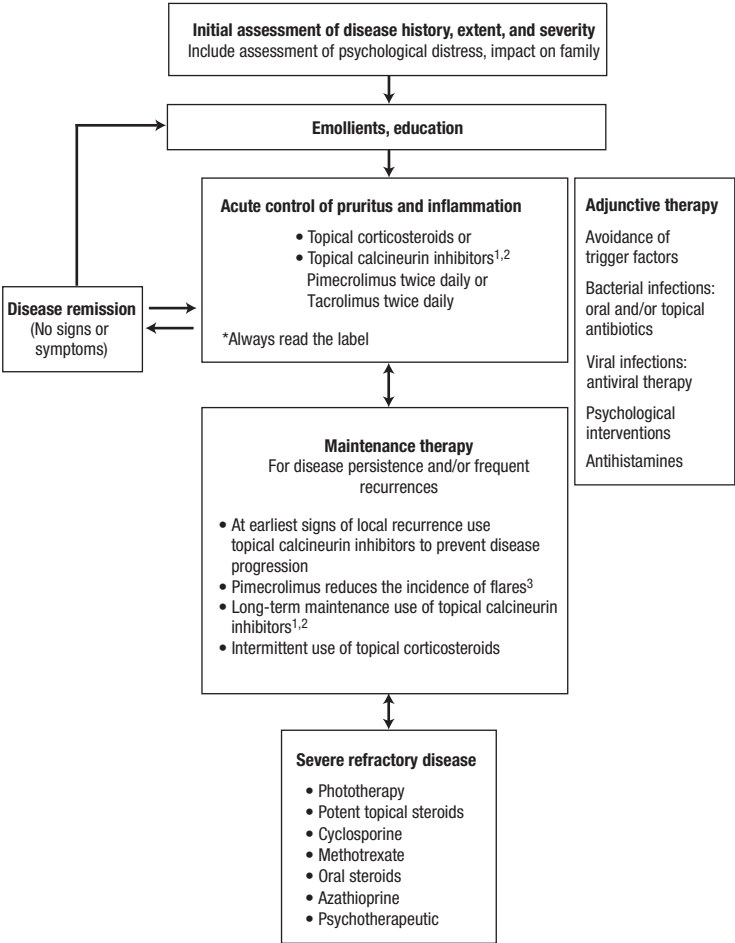 Initial assessment of disease history, extent, and severity
Include assessment of psychological distress, impact on family
Emollients, education
Acute control of pruritus and inflammation
• Topical corticosteroids or
• Topical calcineurin inhibitors1,2
Pimecrolimus twice daily or
Tacrolimus twice daily
*Always read the label
Adjunctive therapy
Avoidance of
trigger factors
Bacterial infections:
oral and/or topical
antibiotics
Viral infections:
antiviral therapy
Psychological
interventions
Antihistamines
Disease remission
(No signs or
symptoms)
Maintenance therapy
For disease persistence and/or frequent
recurrences
• At earliest signs of local recurrence use
topical calcineurin inhibitors to prevent disease
progression
• Pimecrolimus reduces the incidence of flares3
• Long-term maintenance use of topical calcineurin
inhibitors1,2
• Intermittent use of topical corticosteroids
Severe refractory disease
• Phototherapy
• Potent topical steroids
• Cyclosporine
• Methotrexate
• Oral steroids
• Azathioprine
• Psychotherapeutic